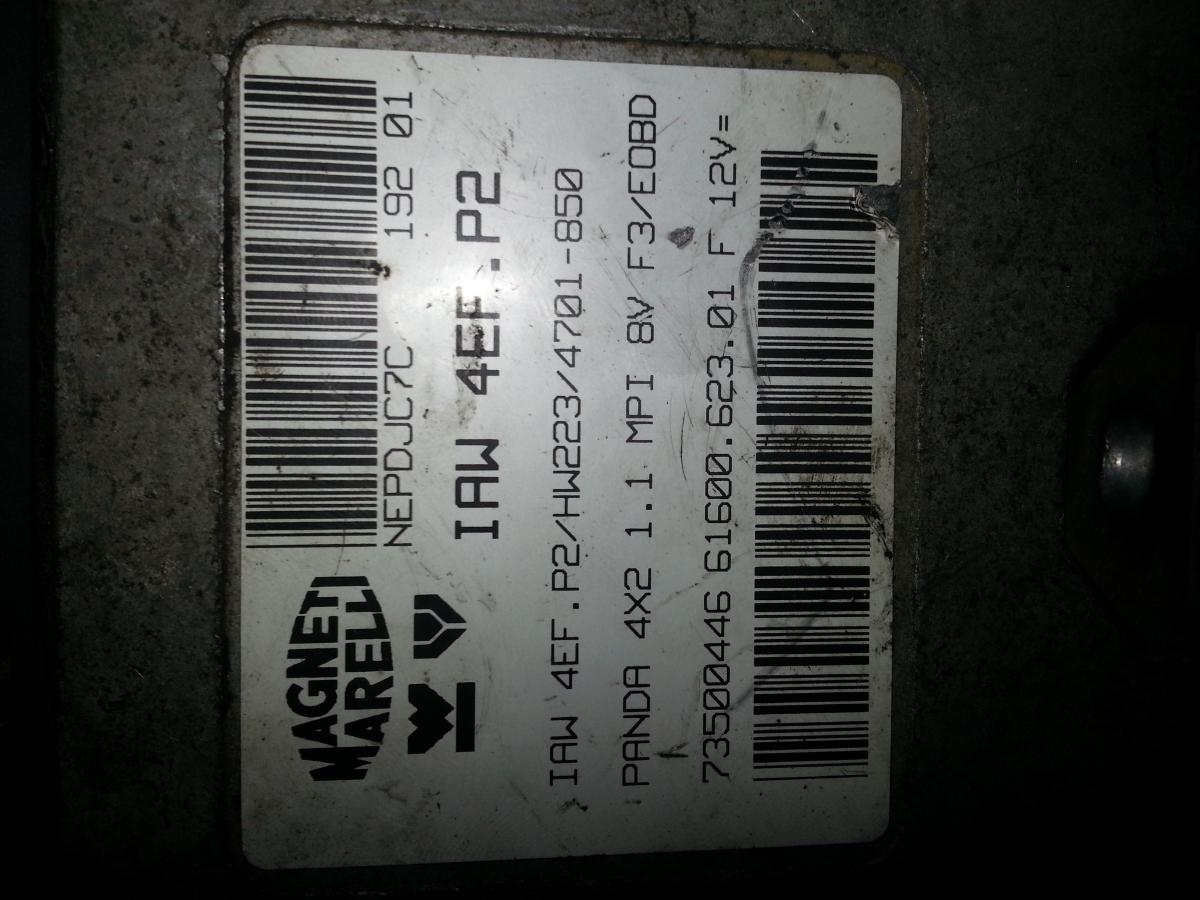 MAGNETI
MARELLI
NEPDJC7C 192 01
IAW 4EF.P2
IAW 4EF.P2/HW223/4701-850
PANDA 4X2 1.1 MPI 8V F3/EOBD
73500446 61600.623.01 F 12V=